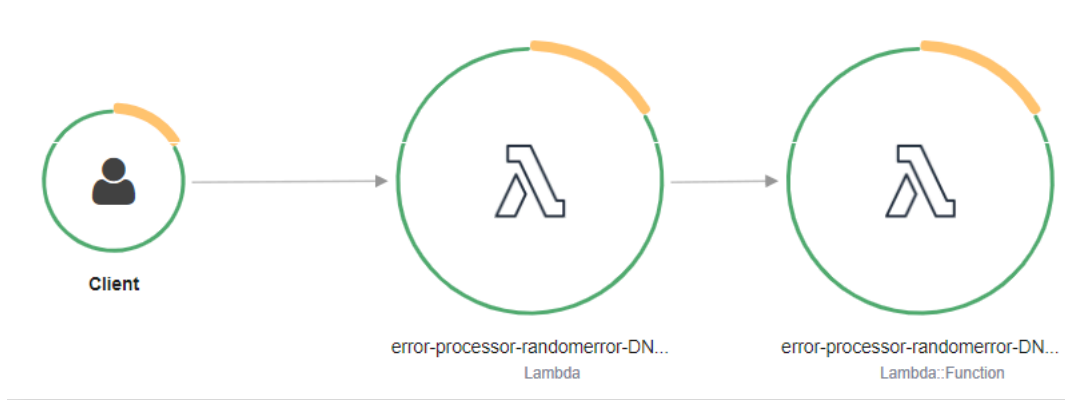 Client
error-processor-randomerror-DN...
Lambda
error-processor-randomerror-DN...
Lambda::Function